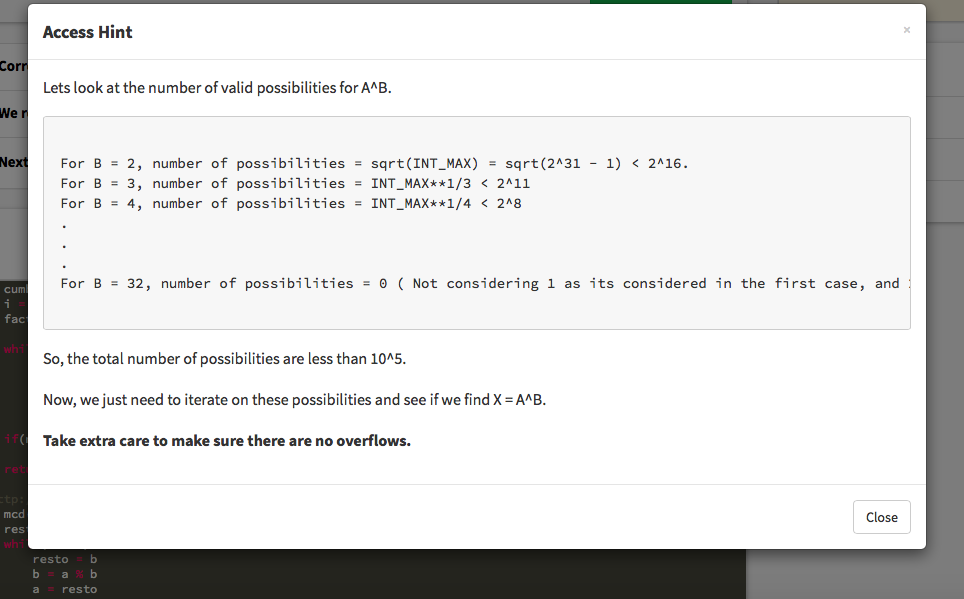 Access Hint
×
Lets look at the number of valid possibilities for A^B.
For B = 2, number of possibilities = sqrt(INT_MAX) = sqrt(2^31 - 1) < 2^16.
For B = 3, number of possibilities = INT_MAX**1/3 < 2^11
For B = 4, number of possibilities = INT_MAX**1/4 < 2^8
.
.
.
For B = 32, number of possibilities = 0 ( Not considering 1 as its considered in the first case, and
So, the total number of possibilities are less than 10^5.
Now, we just need to iterate on these possibilities and see if we find X = A^B.
Take extra care to make sure there are no overflows.
Close
Corr
We r
Next
cuml
i =
fac
whi
if(
ret
mcd
res
whi
resto = b
b = a % b
a = resto